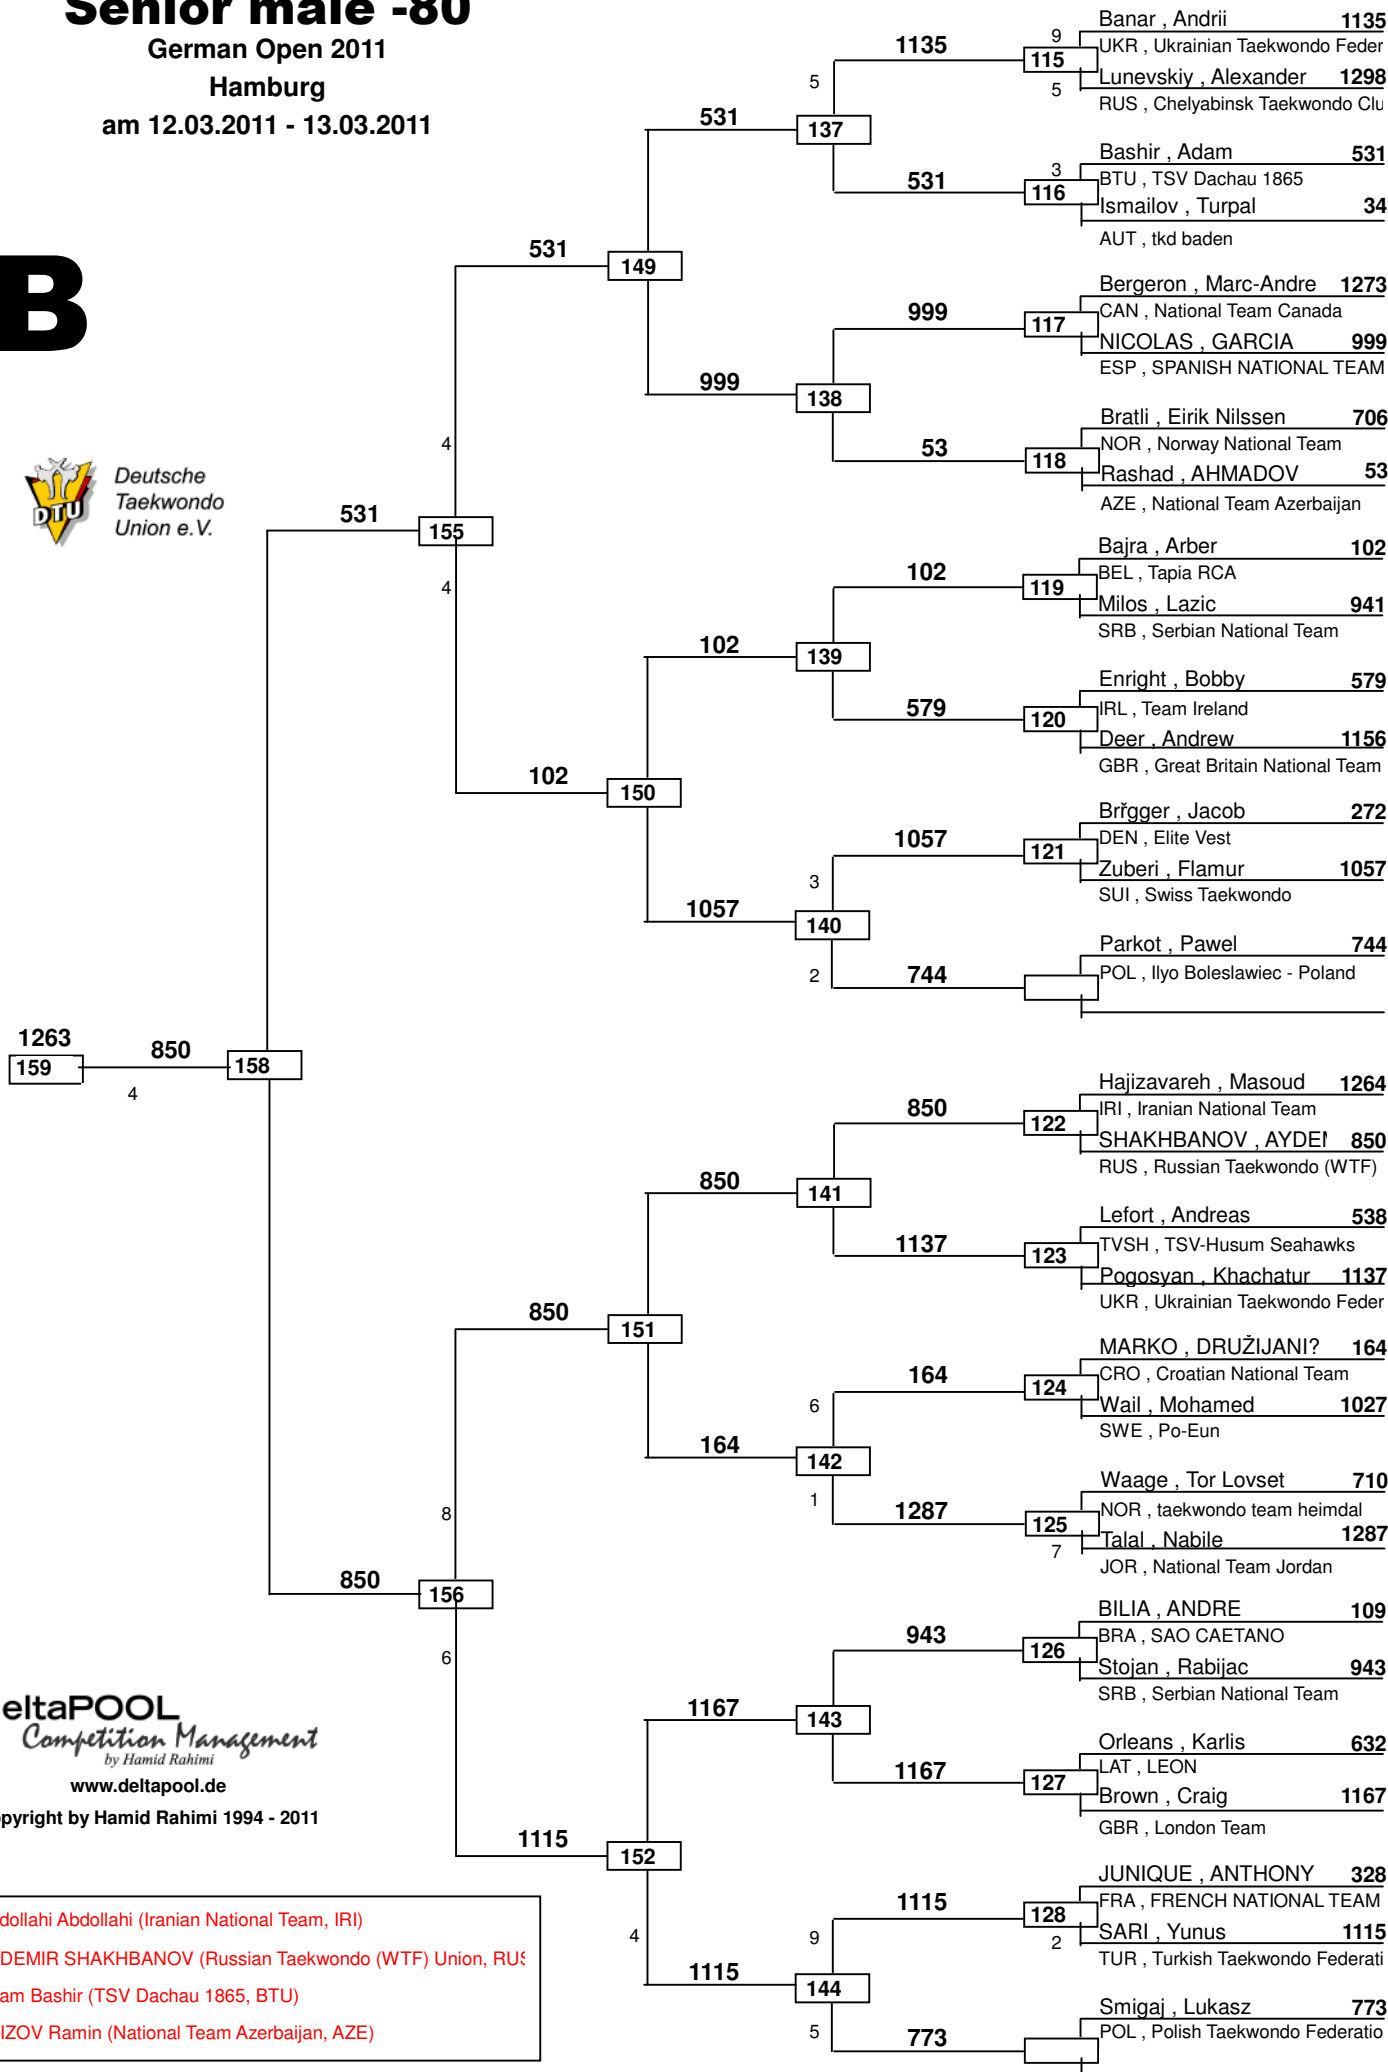 Senior male -80
German Open 2011
Hamburg
am 12.03.2011 - 13.03.2011
B
DTU
Deutsche
Taekwondo
Union e.V.
Banar , Andrii 1135
UKR , Ukrainian Taekwondo Feder
9
115
5
1135
Lunevskiy , Alexander 1298
RUS , Chelyabinsk Taekwondo Clu
5
137
531
Bashir , Adam 531
BTU , TSV Dachau 1865
3
116
531
Ismailov , Turpal 34
AUT , tkd baden
531
149
Bergeron , Marc-Andre 1273
CAN , National Team Canada
999
117
NICOLAS , GARCIA 999
ESP , SPANISH NATIONAL TEAM
999
138
Bratli , Eirik Nilssen 706
NOR , Norway National Team
53
118
Rashad , AHMADOV 53
AZE , National Team Azerbaijan
4
531
155
4
Bajra , Arber 102
BEL , Tapia RCA
102
119
Milos , Lazic 941
SRB , Serbian National Team
102
139
Enright , Bobby 579
IRL , Team Ireland
579
120
Deer , Andrew 1156
GBR , Great Britain National Team
102
150
Brřgger , Jacob 272
DEN , Elite Vest
1057
121
Zuberi , Flamur 1057
SUI , Swiss Taekwondo
3
1057
140
2
Parkot , Pawel 744
POL , Ilyo Boleslawiec - Poland
744
1263
159
850
4
158
Hajizavareh , Masoud 1264
IRI , Iranian National Team
850
122
SHAKHBANOV , AYDE 850
RUS , Russian Taekwondo (WTF)
850
141
Lefort , Andreas 538
TVSH , TSV-Husum Seahawks
1137
123
Pogosyan , Khachatur 1137
UKR , Ukrainian Taekwondo Feder
850
151
MARKO , DRUŽIJANI? 164
CRO , Croatian National Team
164
124
Wail , Mohamed 1027
SWE , Po-Eun
6
164
142
1
Waage , Tor Lovset 710
NOR , taekwondo team heimdal
1287
125
7
Talal , Nabile 1287
JOR , National Team Jordan
8
850
156
6
BILIA , ANDRE 109
BRA , SAO CAETANO
943
126
Stojan , Rabijac 943
SRB , Serbian National Team
1167
143
Orleans , Karlis 632
LAT , LEON
1167
127
Brown , Craig 1167
GBR , London Team
1115
152
4
JUNIQUE , ANTHONY 328
FRA , FRENCH NATIONAL TEAM
1115
128
2
SARI , Yunus 1115
TUR , Turkish Taekwondo Federati
9
1115
144
5
Smigaj , Lukasz 773
POL , Polish Taekwondo Federatio
773
eltaPOOL
Competition Management
by Hamid Rahimi
www.deltapool.de
pyright by Hamid Rahimi 1994 - 2011
dollahi Abdollahi (Iranian National Team, IRI)
DEMIR SHAKHBANOV (Russian Taekwondo (WTF) Union, RUS
am Bashir (TSV Dachau 1865, BTU)
IZOV Ramin (National Team Azerbaijan, AZE)